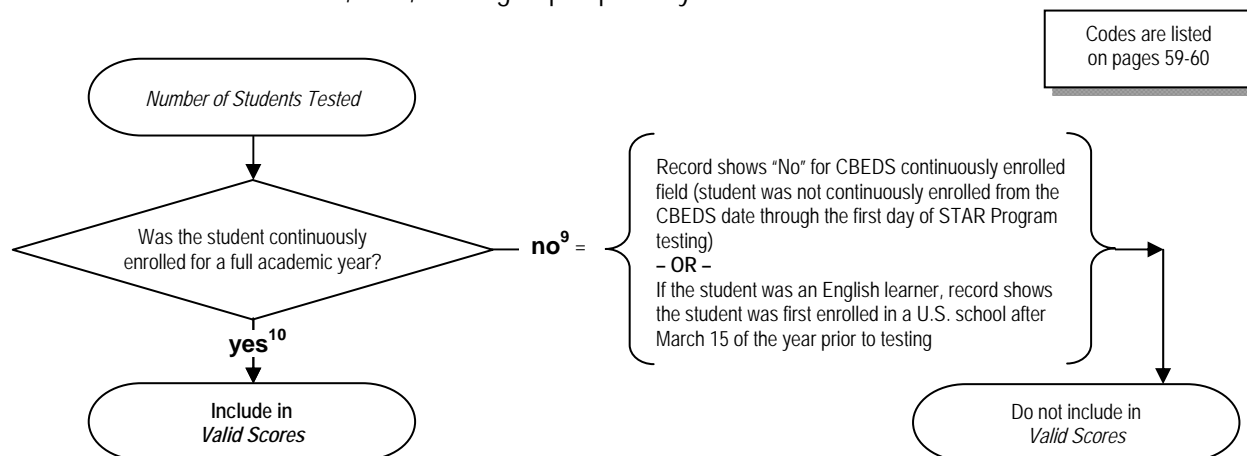 Codes are listed
on pages 59-60
Number of Students Tested
Was the student continuously
enrolled for a full academic year?
no9 =
Record shows "No" for CBEDS continuously enrolled
field (student was not continuously enrolled from the
CBEDS date through the first day of STAR Program
testing)
– OR –
If the student was an English learner, record shows
the student was first enrolled in a U.S. school after
March 15 of the year prior to testing
yes10
Include in
Valid Scores
Do not include in
Valid Scores